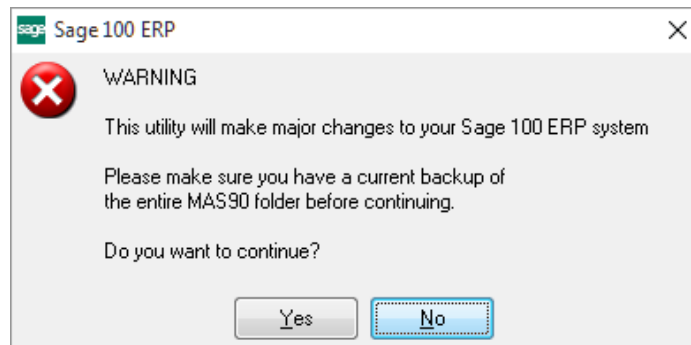 sage Sage 100 ERP
WARNING
This utility will make major changes to your Sage 100 ERP system
Please make sure you have a current backup of
the entire MAS90 folder before continuing.
Do you want to continue?
Yes No